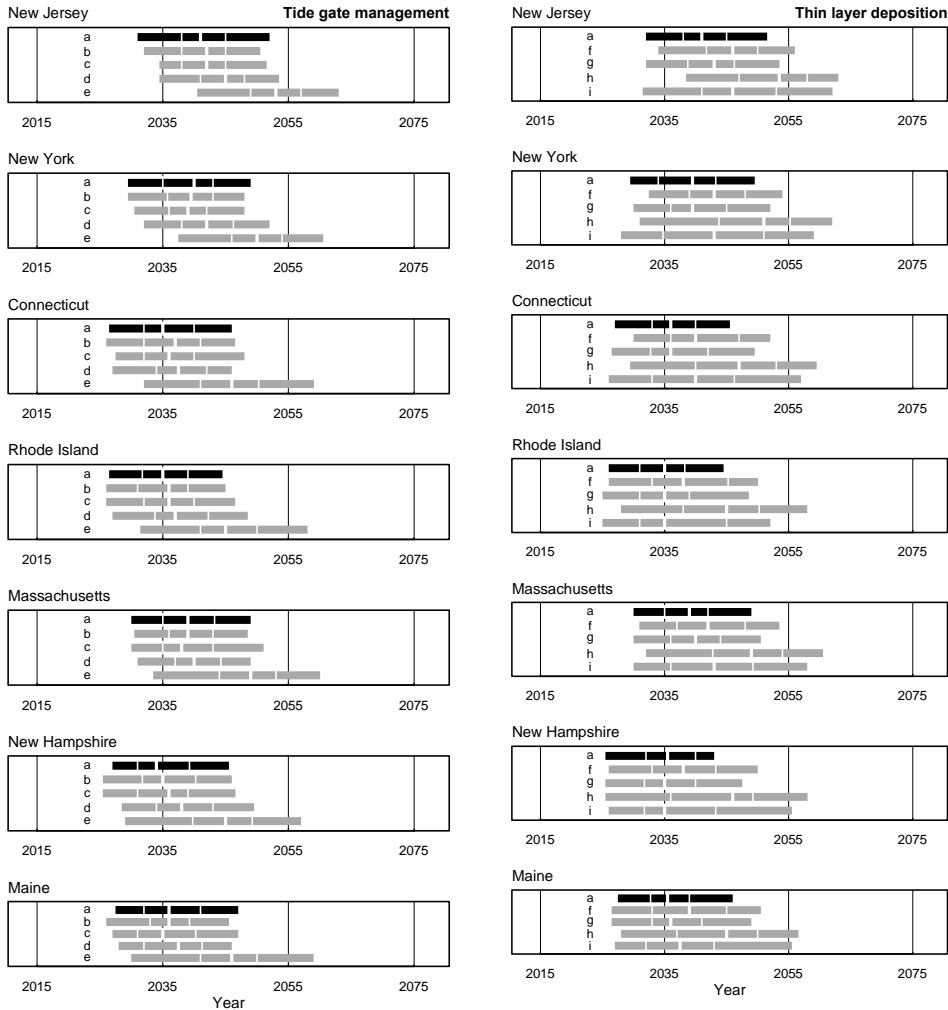 New Jersey Tide gate management
a
b
c
d
e
2015 2035 2055 2075
New York
a
b
c
d
e
2015 2035 2055 2075
Connecticut
a
b
c
d
e
2015 2035 2055 2075
Rhode Island
a
b
c
d
e
2015 2035 2055 2075
Massachusetts
a
b
c
d
e
2015 2035 2055 2075
New Hampshire
a
b
c
d
e
2015 2035 2055 2075
Maine
a
b
c
d
e
2015 2035 2055 2075
Year
New Jersey Thin layer deposition
a
f
g
h
i
2015 2035 2055 2075
New York
a
f
g
h
i
2015 2035 2055 2075
Connecticut
a
f
g
h
i
2015 2035 2055 2075
Rhode Island
a
f
g
h
i
2015 2035 2055 2075
Massachusetts
a
f
g
h
i
2015 2035 2055 2075
New Hampshire
a
f
g
h
i
2015 2035 2055 2075
Maine
a
f
g
h
i
2015 2035 2055 2075
Year